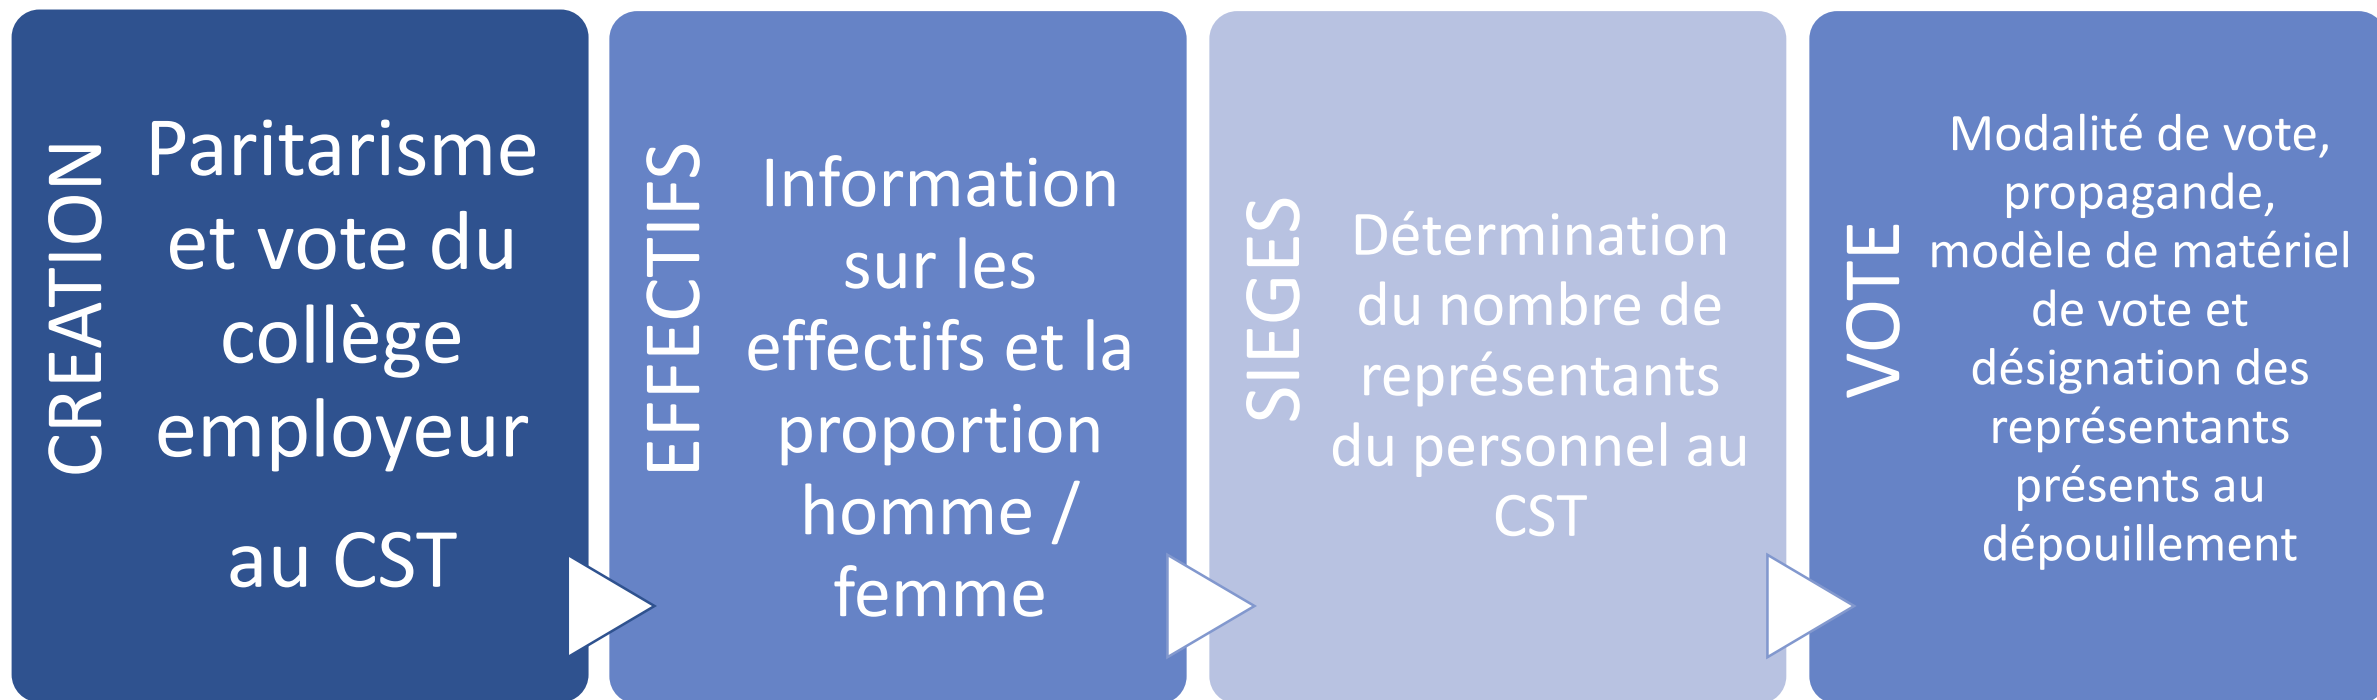 CREATION
Paritarisme
et vote du
collège
employeur
au CST
EFFECTIFS
Information
sur les
effectifs et la
proportion
homme /
femme
SIEGES
Détermination
du nombre de
représentants
du personnel au
CST
VOTE
Modalité de vote,
propagande,
modèle de matériel
de vote et
désignation des
représentants
présents au
dépouillement